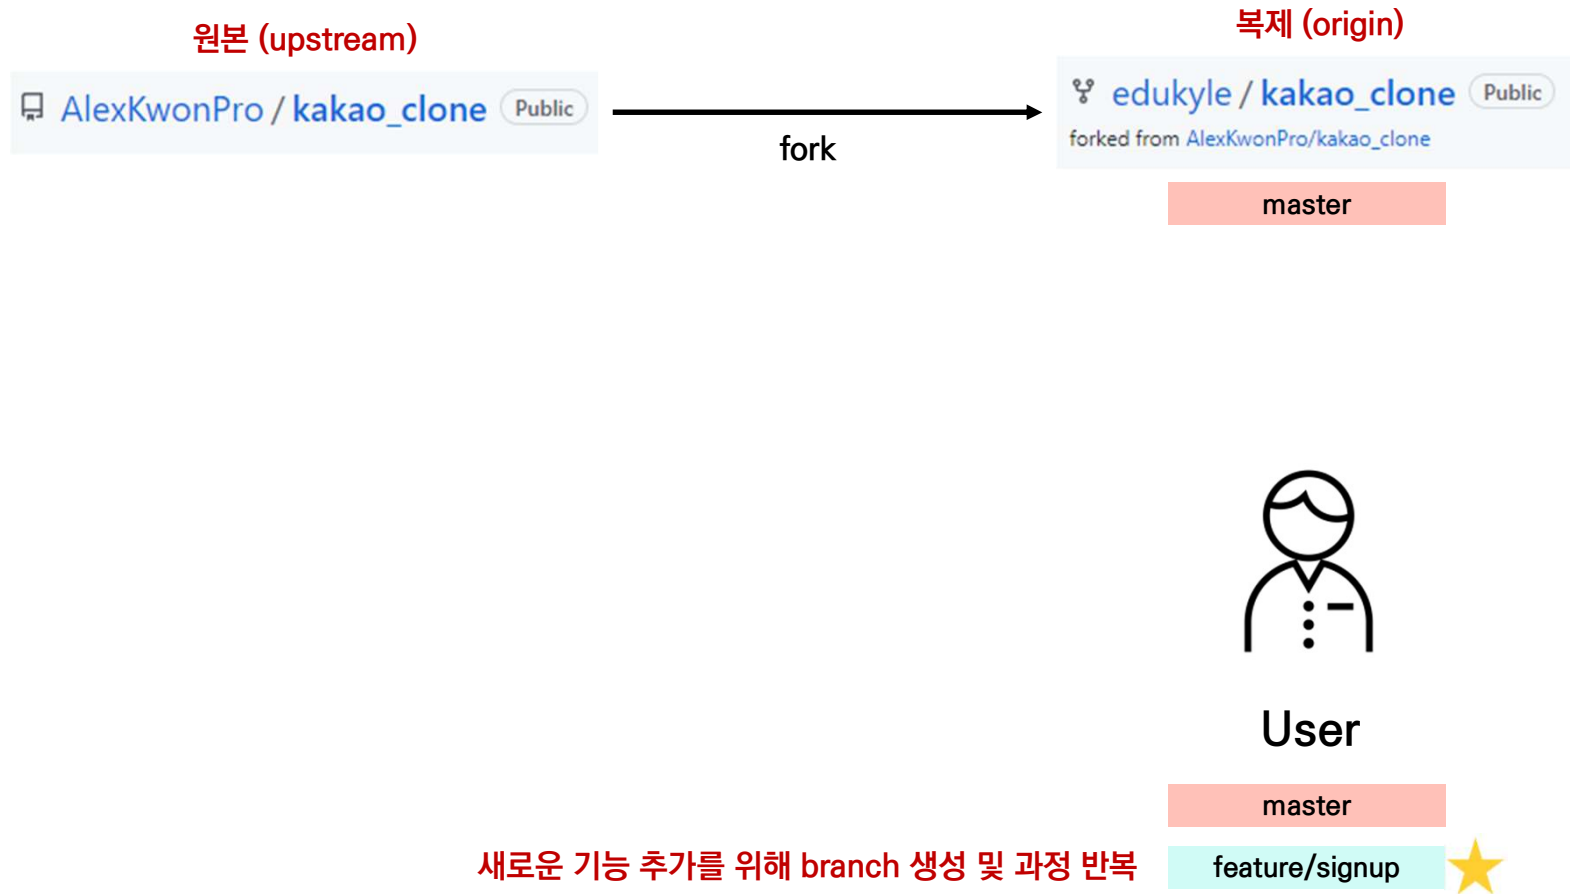 원본 (upstream)
복제 (origin)
AlexKwonPro / kakao_clone Public
edukyle / kakao_clone Public
forked from AlexKwonPro/kakao_clone
fork
master
User
master
새로운 기능 추가를 위해 branch 생성 및 과정 반복
feature/signup